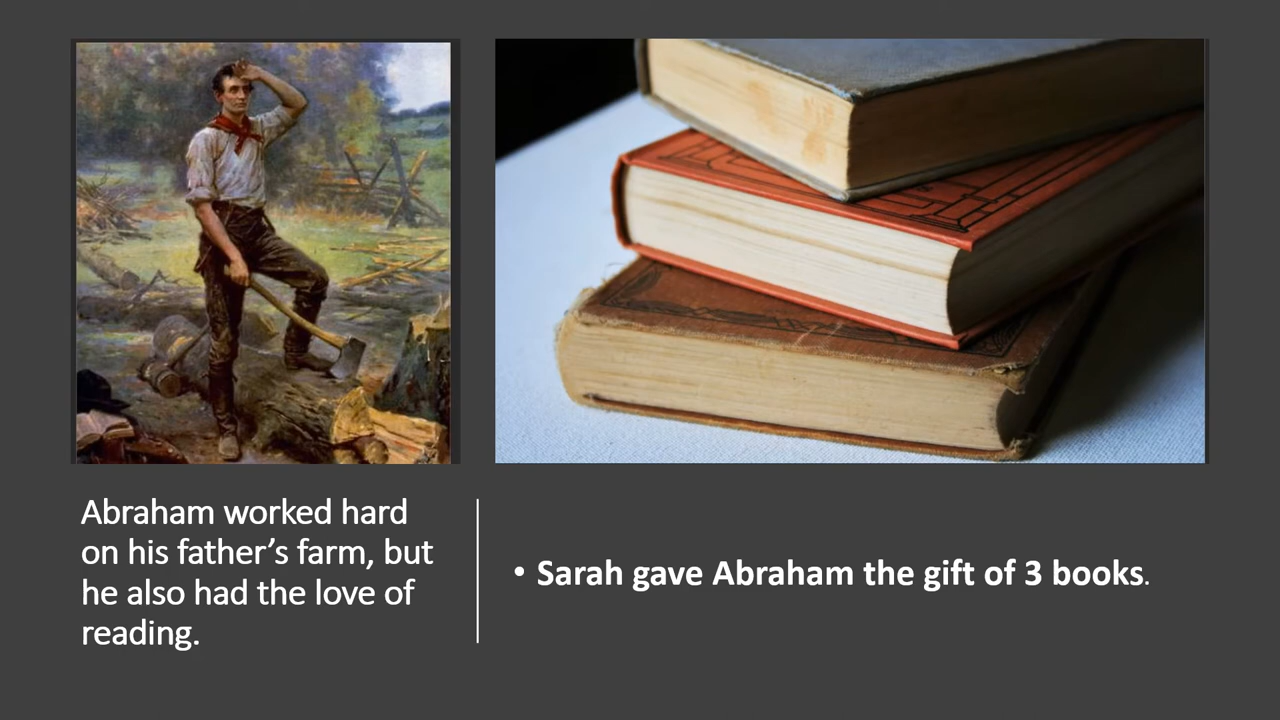 Abraham worked hard
on his father’s farm, but
he also had the love of
reading.
• Sarah gave Abraham the gift of 3 books.